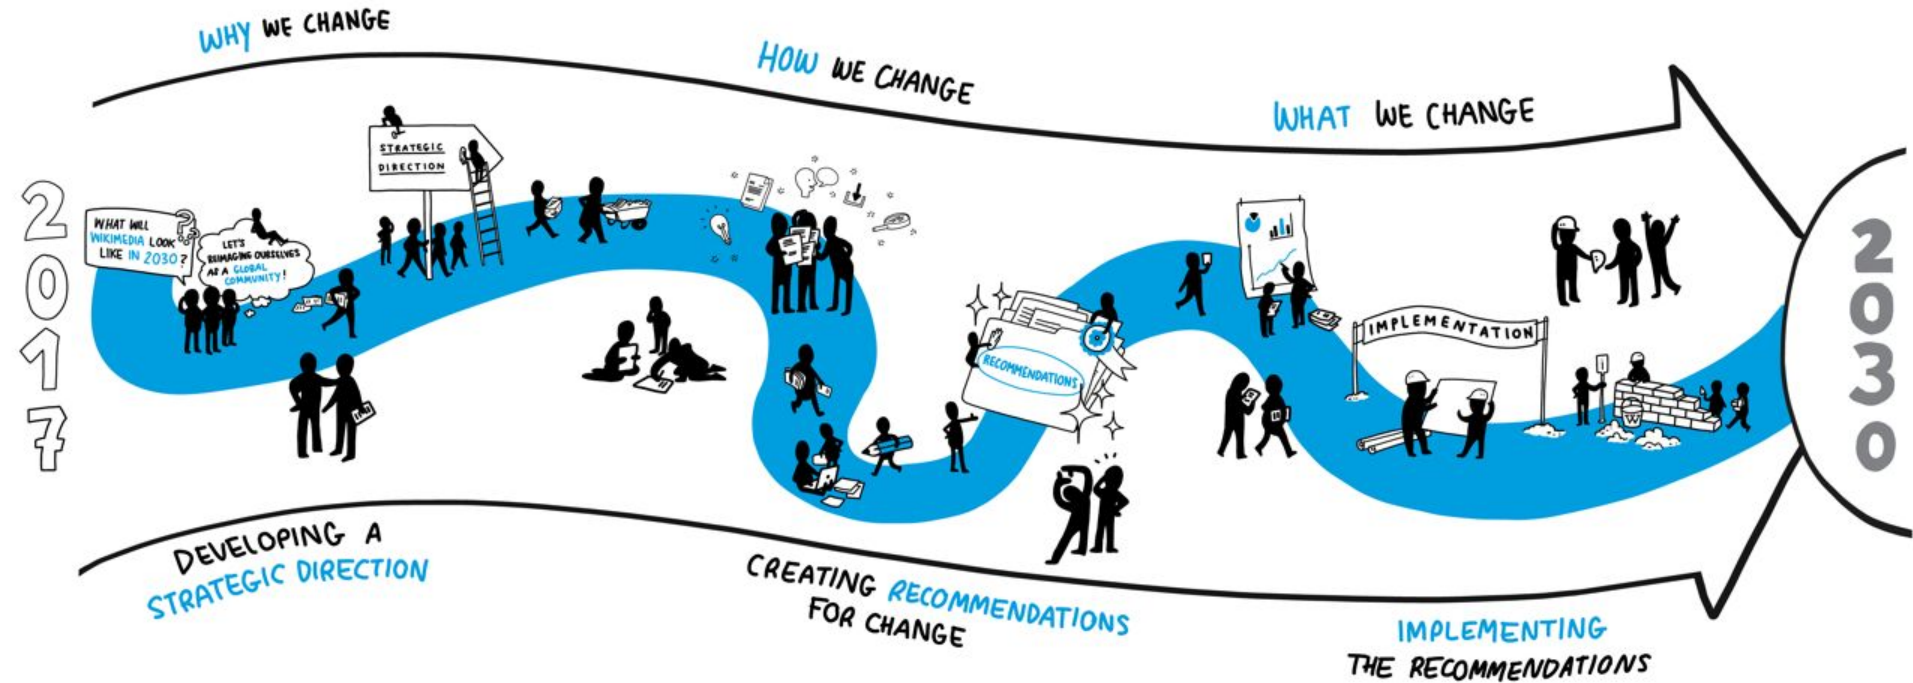 WHY WE CHANGE
HOW WE CHANGE
WHAT WE CHANGE
2017
WHAT WILL
WIKIMEDIA LOOK
LIKE IN 2030?
??
LET'S
REIMAGINE OURSELVES
AS A GLOBAL
COMMUNITY!
STRATEGIC
DIRECTION
RECOMMENDATIONS
IMPLEMENTATION
W
2030
DEVELOPING A
STRATEGIC DIRECTION
CREATING RECOMMENDATIONS
FOR CHANGE
IMPLEMENTING
THE RECOMMENDATIONS